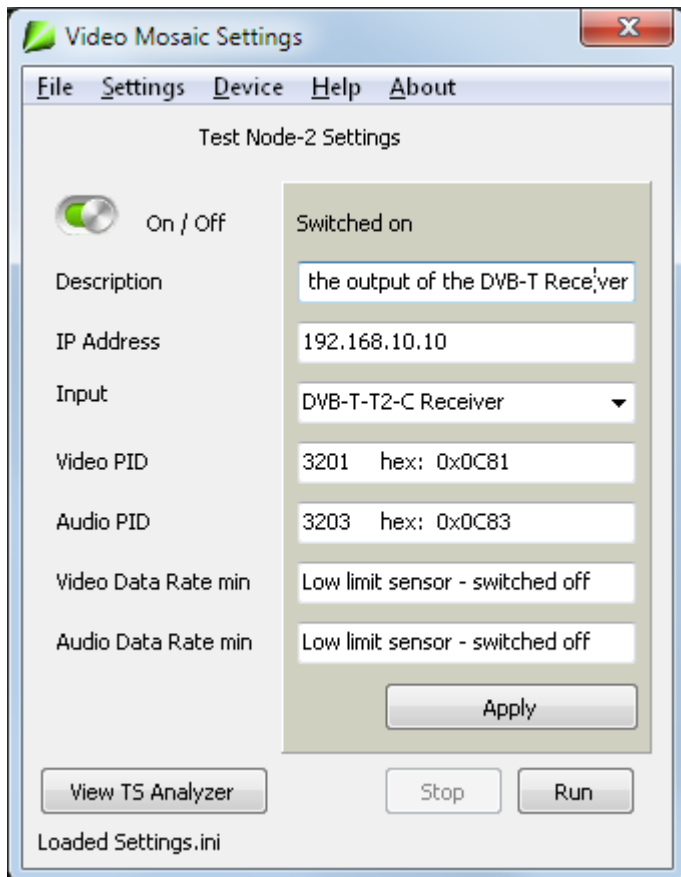 Video Mosaic Settings
File Settings Device Help About
Test Node-2 Settings
On / Off Switched on
Description the output of the DVB-T Receiver
IP Address 192.168.10.10
Input DVB-T-T2-C Receiver
Video PID 3201 hex: 0x0C81
Audio PID 3203 hex: 0x0C83
Video Data Rate min Low limit sensor - switched off
Audio Data Rate min Low limit sensor - switched off
Apply
View TS Analyzer Stop Run
Loaded Settings.ini